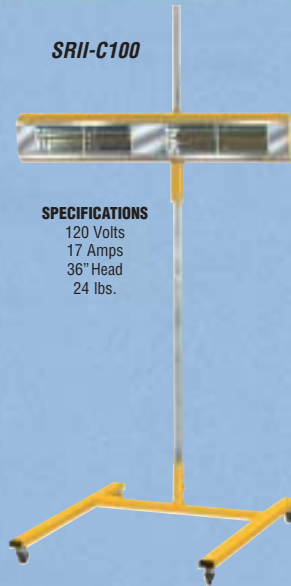 SRII-C100
SPECIFICATIONS
120 Volts
17 Amps
36” Head
24 lbs.